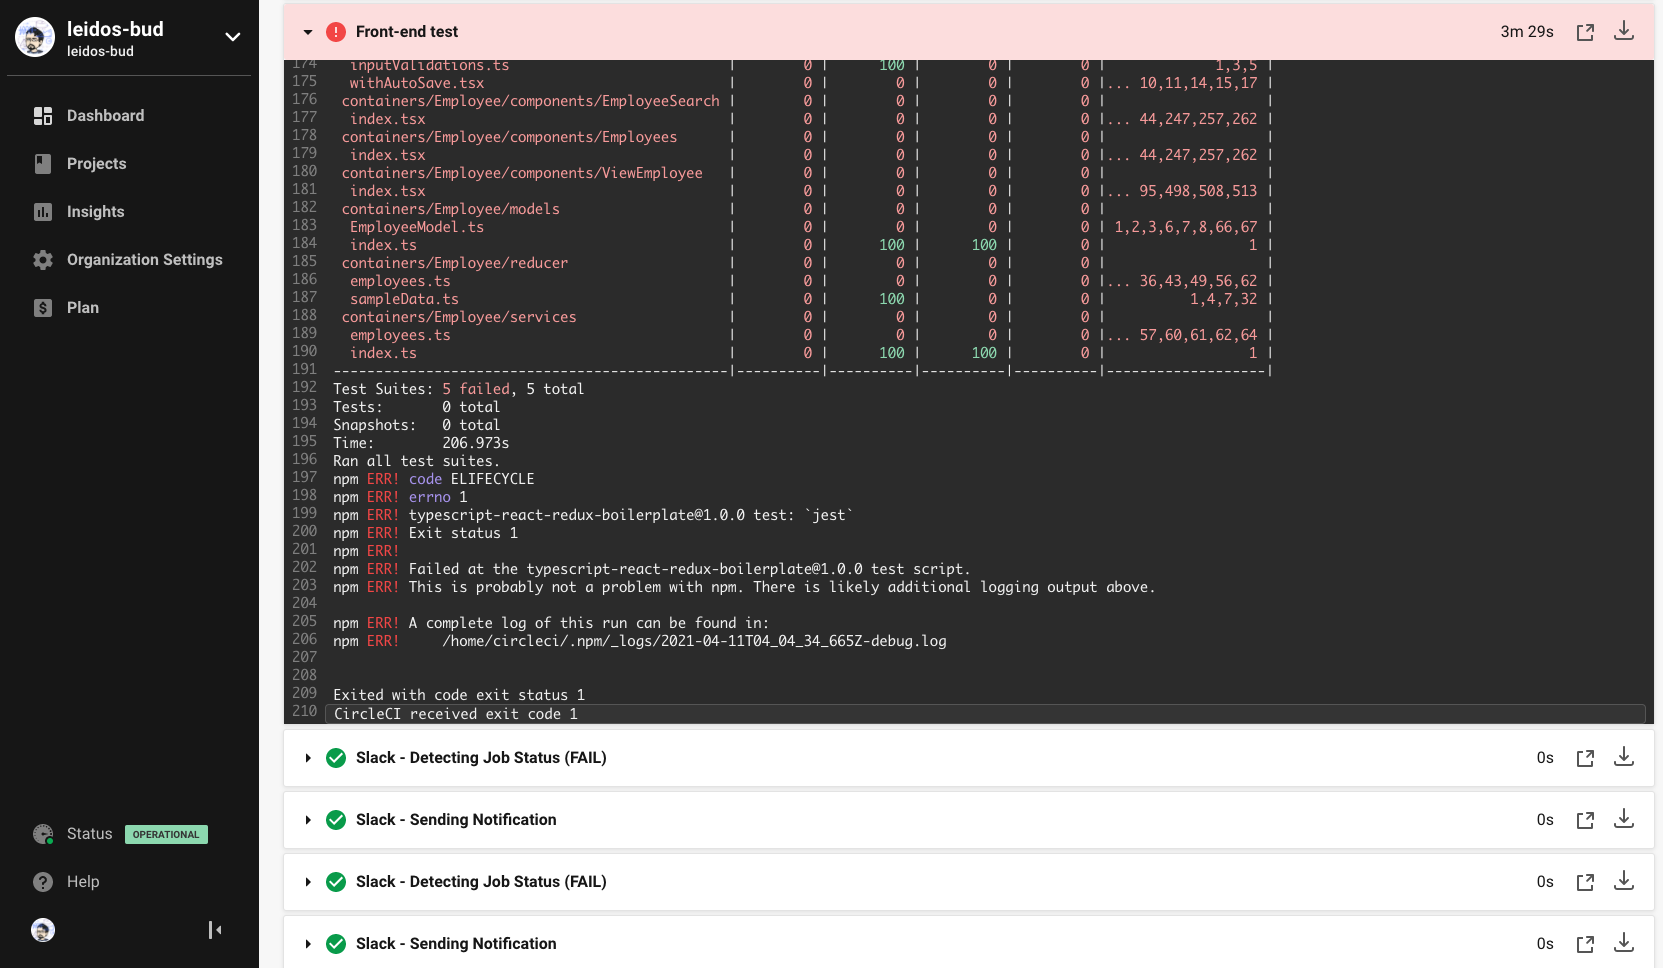 leidos-bud
leidos-bud
Dashboard
Projects
Insights
Organization Settings
Plan
Status OPERATIONAL
Help
Front-end test 3m 29s
174 inputValidations.ts | 0 | 100 | 0 | 0 | 1,3,5 |
175 withAutoSave.tsx | 0 | 0 | 0 | 0 |... 10,11,14,15,17 |
176 containers/Employee/components/EmployeeSearch | 0 | 0 | 0 | 0 | |
177 index.tsx | 0 | 0 | 0 | 0 |... 44,247,257,262 |
178 containers/Employee/components/Employees | 0 | 0 | 0 | 0 | |
179 index.tsx | 0 | 0 | 0 | 0 |... 44,247,257,262 |
180 containers/Employee/components/ViewEmployee | 0 | 0 | 0 | 0 | |
181 index.tsx | 0 | 0 | 0 | 0 |... 95,498,508,513 |
182 containers/Employee/models | 0 | 0 | 0 | 0 | |
183 EmployeeModel.ts | 0 | 0 | 0 | 0 | 1,2,3,6,7,8,66,67 |
184 index.ts | 0 | 100 | 100 | 0 | 1 |
185 containers/Employee/reducer | 0 | 0 | 0 | 0 | |
186 employees.ts | 0 | 0 | 0 | 0 |... 36,43,49,56,62 |
187 sampleData.ts | 0 | 100 | 0 | 0 | 1,4,7,32 |
188 containers/Employee/services | 0 | 0 | 0 | 0 | |
189 employees.ts | 0 | 0 | 0 | 0 |... 57,60,61,62,64 |
190 index.ts | 0 | 100 | 100 | 0 | 1 |
191 -----------------------------------------------|----------|----------|----------|----------|-------------------|
192 Test Suites: 5 failed, 5 total
193 Tests: 0 total
194 Snapshots: 0 total
195 Time: 206.973s
196 Ran all test suites.
197 npm ERR! code ELIFECYCLE
198 npm ERR! errno 1
199 npm ERR! typescript-react-redux-boilerplate@1.0.0 test: `jest`
200 npm ERR! Exit status 1
201 npm ERR!
202 npm ERR! Failed at the typescript-react-redux-boilerplate@1.0.0 test script.
203 npm ERR! This is probably not a problem with npm. There is likely additional logging output above.
204
205 npm ERR! A complete log of this run can be found in:
206 npm ERR! /home/circleci/.npm/_logs/2021-04-11T04_04_34_665Z-debug.log
207
208
209 Exited with code exit status 1
210 CircleCI received exit code 1
Slack - Detecting Job Status (FAIL) 0s
Slack - Sending Notification 0s
Slack - Detecting Job Status (FAIL) 0s
Slack - Sending Notification 0s